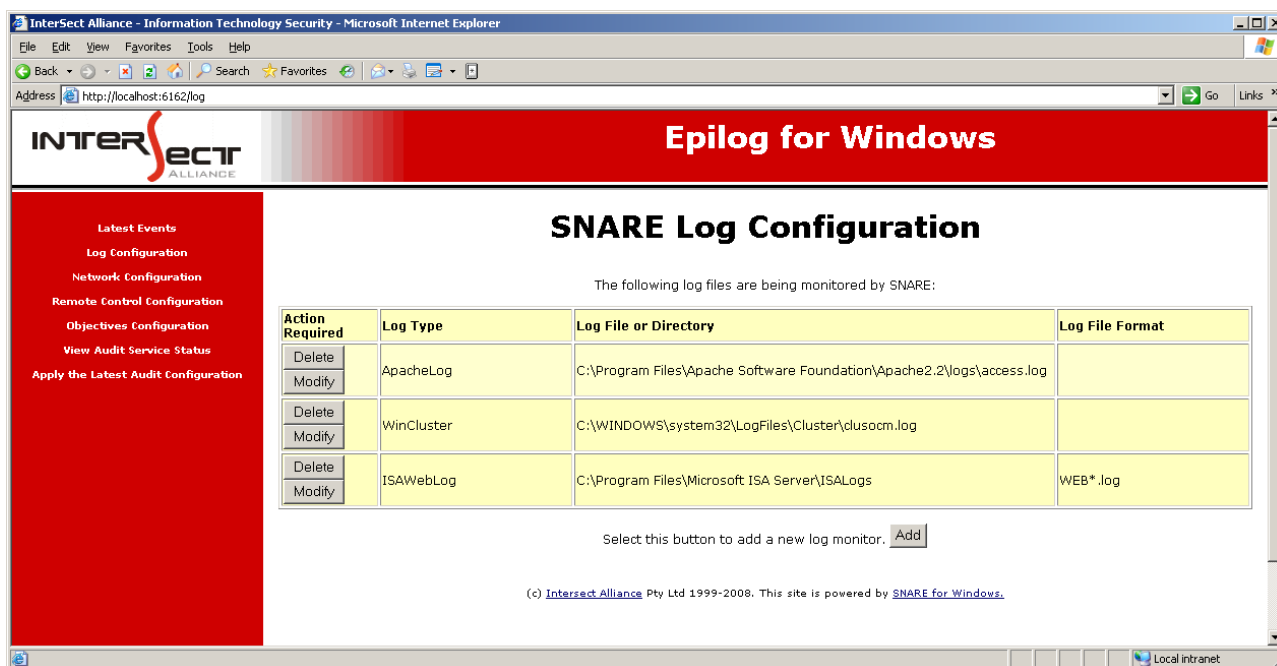 InterSect Alliance - Information Technology Security - Microsoft Internet Explorer
File Edit View Favorites Tools Help
Back Search Favorites
Address http://localhost:6162/log Go Links »
INTERSECT
ALLIANCE
Epilog for Windows
Latest Events
Log Configuration
Network Configuration
Remote Control Configuration
Objectives Configuration
View Audit Service Status
Apply the Latest Audit Configuration
SNARE Log Configuration
The following log files are being monitored by SNARE:
Action Required Log Type Log File or Directory Log File Format
Delete
Modify
ApacheLog C:\Program Files\Apache Software Foundation\Apache2.2\logs\access.log
Delete
Modify
WinCluster C:\WINDOWS\system32\LogFiles\Cluster\clusocm.log
Delete
Modify
ISAWebLog C:\Program Files\Microsoft ISA Server\ISALogs WEB*.log
Select this button to add a new log monitor. Add
(c) Intersect Alliance Pty Ltd 1999-2008. This site is powered by SNARE for Windows.
Local intranet